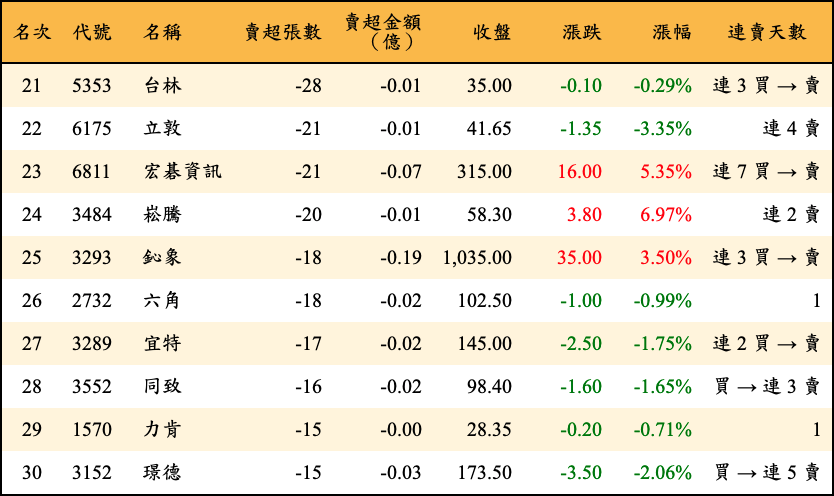 名次 代號 名稱 賣超張數 賣超金額（億） 收盤 漲跌 漲幅 連賣天數
21 5353 台林 -28 -0.01 35.00 -0.10 -0.29% 連 3 買 → 賣
22 6175 立敦 -21 -0.01 41.65 -1.35 -3.35% 連 4 賣
23 6811 宏碁資訊 -21 -0.07 315.00 16.00 5.35% 連 7 買 → 賣
24 3484 崧騰 -20 -0.01 58.30 3.80 6.97% 連 2 賣
25 3293 鈊象 -18 -0.19 1,035.00 35.00 3.50% 連 3 買 → 賣
26 2732 六角 -18 -0.02 102.50 -1.00 -0.99% 1
27 3289 宜特 -17 -0.02 145.00 -2.50 -1.75% 連 2 買 → 賣
28 3552 同致 -16 -0.02 98.40 -1.60 -1.65% 買 → 連 3 賣
29 1570 力肯 -15 -0.00 28.35 -0.20 -0.71% 1
30 3152 璟德 -15 -0.03 173.50 -3.50 -2.06% 買 → 連 5 賣